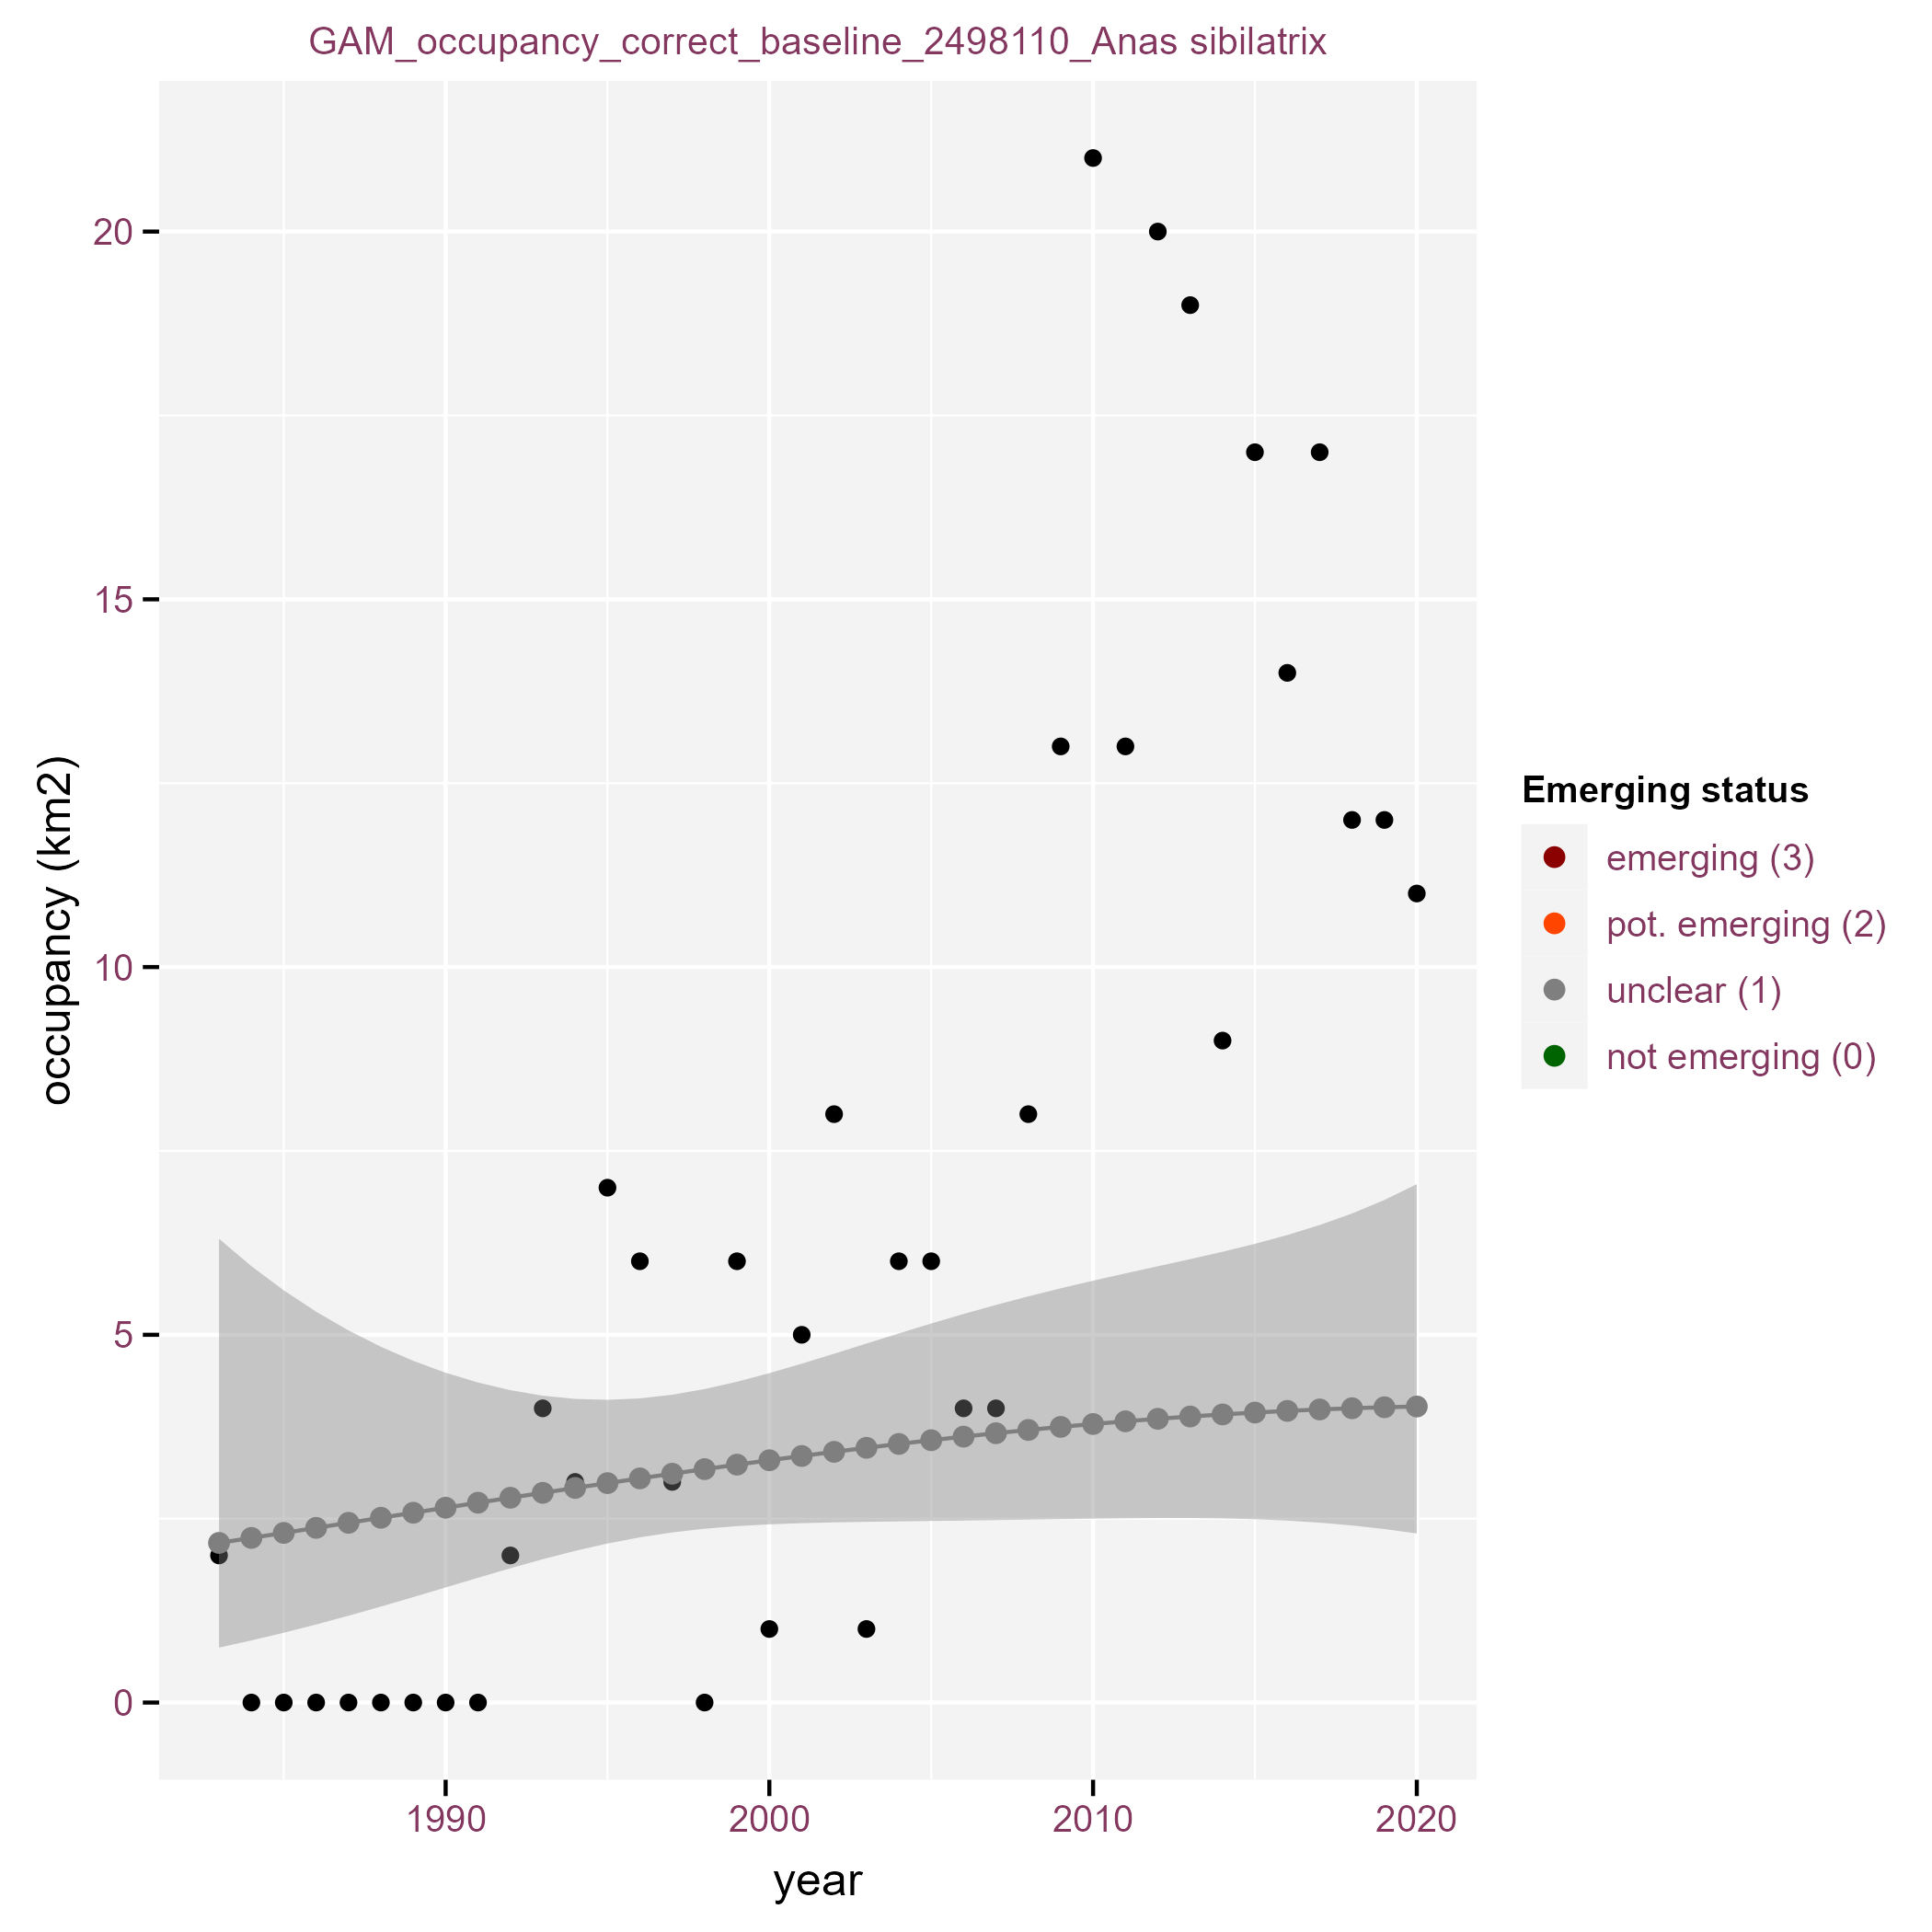 GAM_occupancy_correct_baseline_2498110_Anas sibilatrix
20
15
10
5
0
occupancy (km2)
1990
2000
2010
2020
year
Emerging status
emerging (3)
pot. emerging (2)
unclear (1)
not emerging (0)